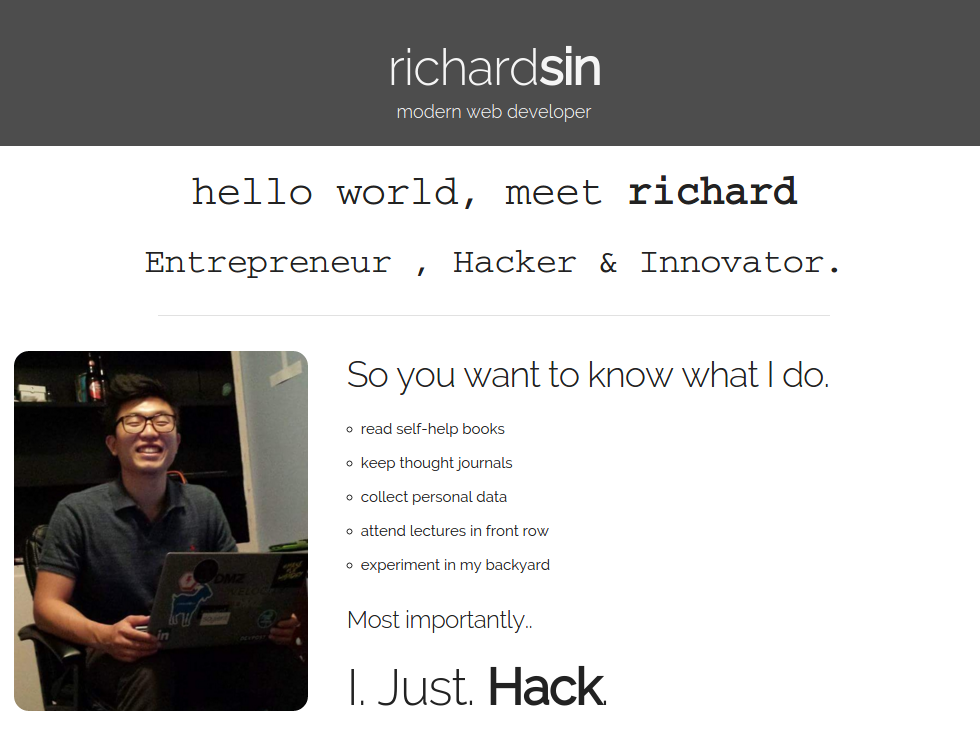 richardsin
modern web developer
hello world, meet richard
Entrepreneur , Hacker & Innovator.
So you want to know what I do.
read self-help books
keep thought journals
collect personal data
attend lectures in front row
experiment in my backyard
Most importantly..
I. Just. Hack.
DMZ
in